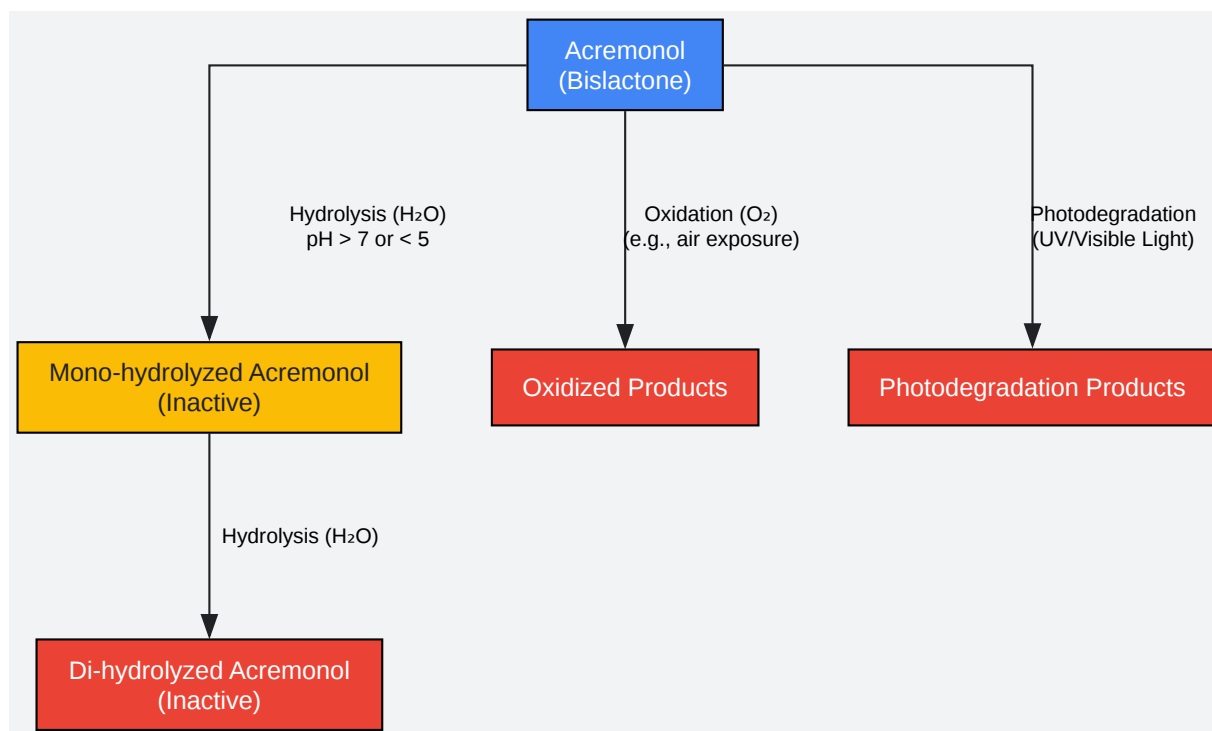 Acremonol
(Bislactone)
Hydrolysis (H₂O)
pH > 7 or < 5
Oxidation (O₂)
(e.g., air exposure)
Photodegradation
(UV/Visible Light)
Mono-hydrolyzed Acremonol
(Inactive)
Oxidized Products
Photodegradation Products
Hydrolysis (H₂O)
Di-hydrolyzed Acremonol
(Inactive)